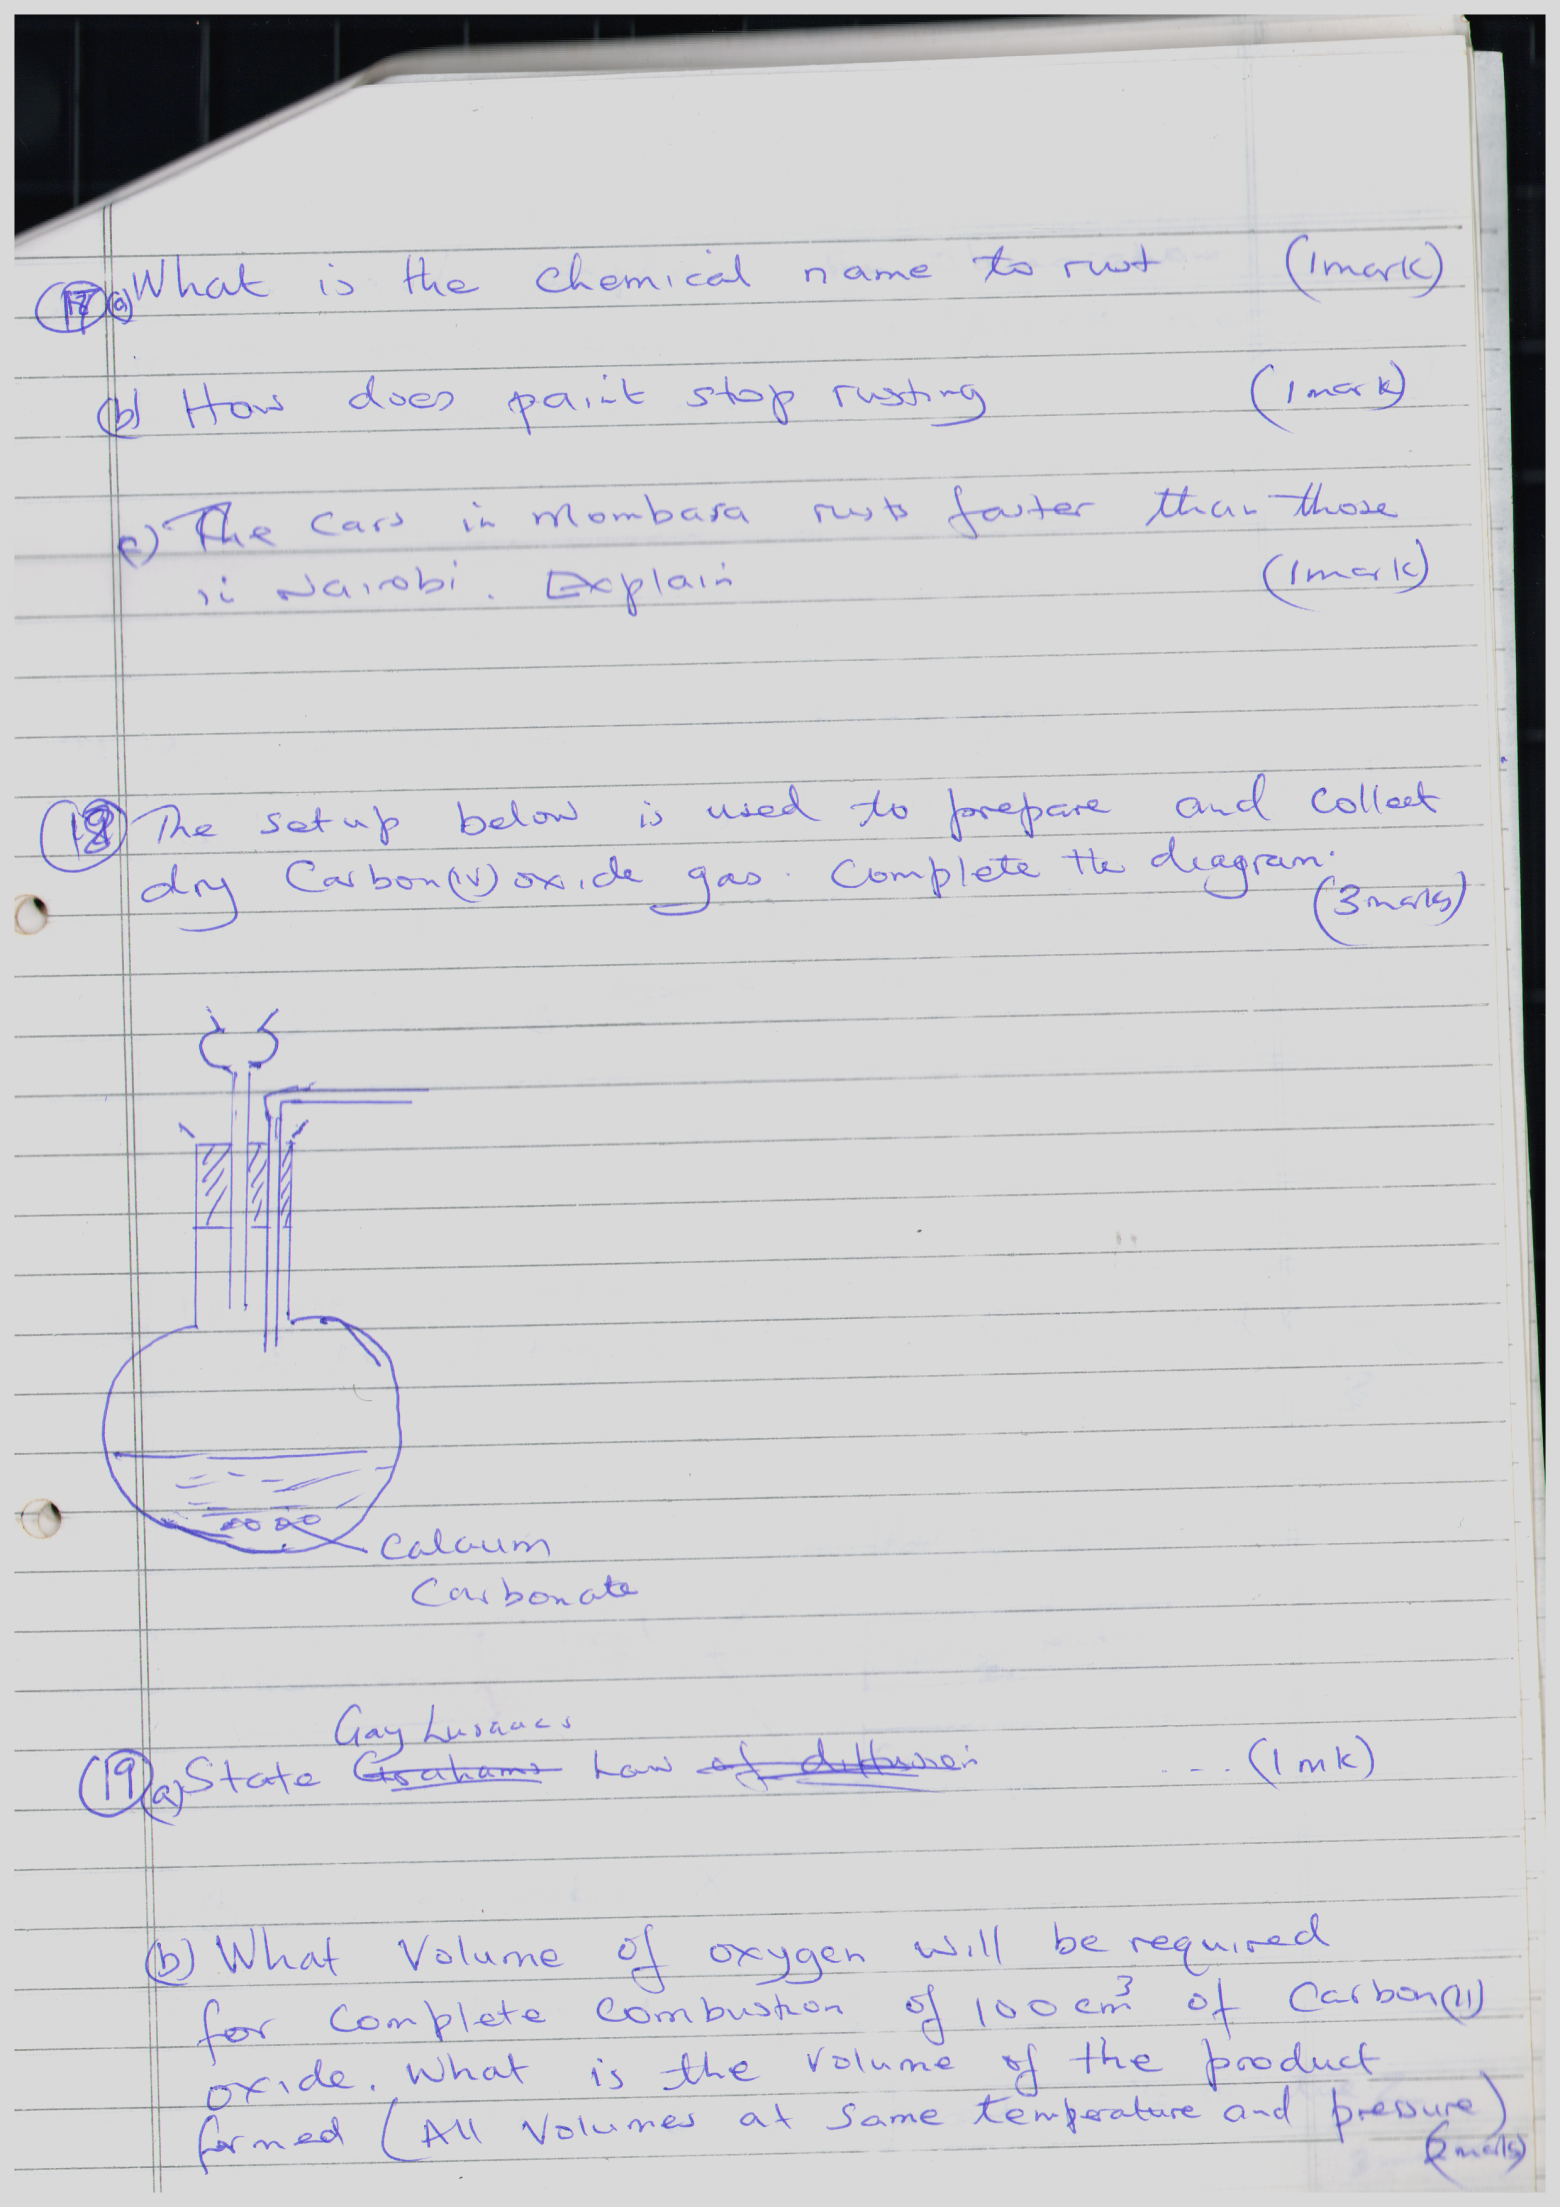 17 a) What is the chemical name to rust (1mark)
(b) How does paint stop rusting (1mark)
c) The cars in Mombasa rusts faster than those
in Nairobi. Explain (1mark)
18 The setup below is used to prepare and collect
dry Carbon(IV) oxide gas. Complete the diagram.
(3marks)
Calcium
Carbonate
Gay Lusaacs
19 (a) State Grahams Law of diffusion ... (1mk)
(b) What Volume of oxygen will be required
for complete combustion of 100cm³ of Carbon(II)
oxide. What is the volume of the product
formed (All Volumes at same temperature and pressure)
(2marks)